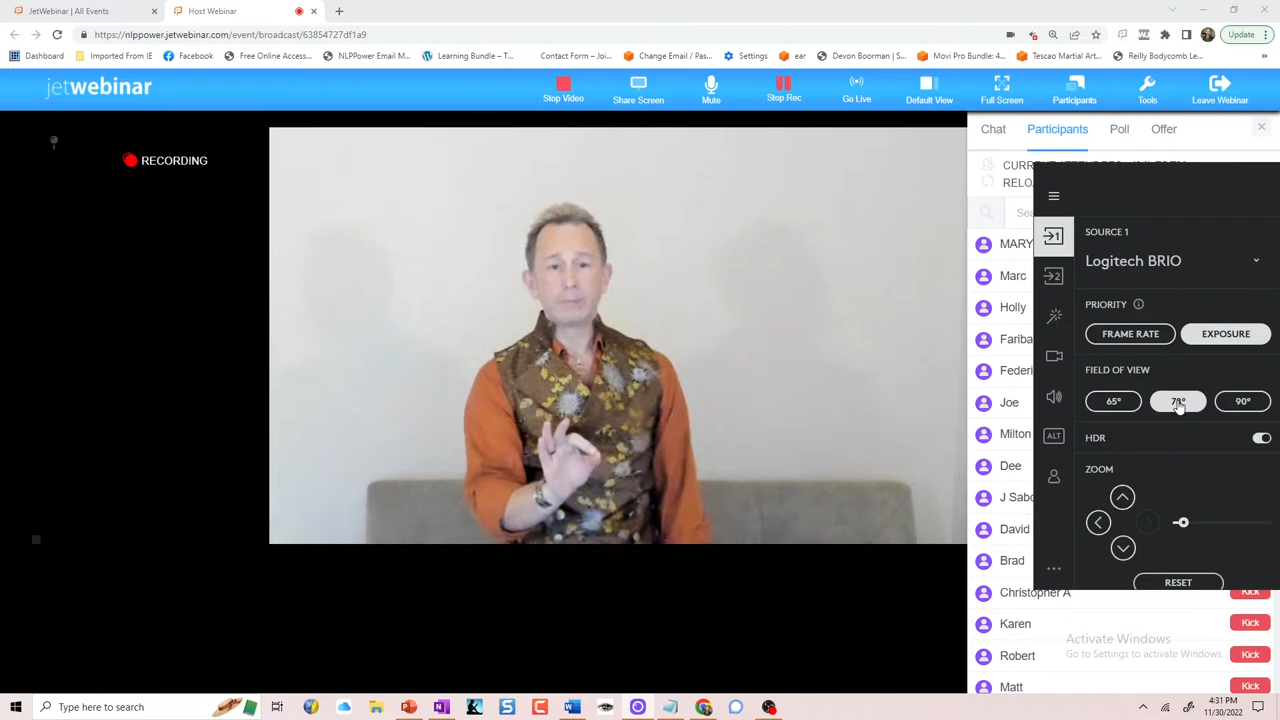 JetWebinar | All Events
Host Webinar
https://nlppower.jetwebinar.com/event/broadcast/63854727df1a9
Update
Dashboard Imported From IE Facebook Free Online Access... NLPPower Email M... Learning Bundle – T... Contact Form – Joi... Change Email / Pas... Settings ear Devon Boorman | S... Movi Pro Bundle: 4... Tescao Martial Art... Reilly Bodycomb Le...
jetwebinar
Stop Video Share Screen Mute Stop Rec Go Live Default View Full Screen Participants Tools Leave Webinar
Chat Participants Poll Offer
RECORDING
RELO
Sea
MARY
Marc
Holly
Fariba
Federi
Joe
Milton
Dee
J Sabo
David
Brad
Christopher A Kick
Karen Kick
Robert Kick
Matt Kick
SOURCE 1
Logitech BRIO
PRIORITY
FRAME RATE EXPOSURE
FIELD OF VIEW
65° 78° 90°
HDR
ALT
ZOOM
RESET
Activate Windows
Go to Settings to activate Windows.
Type here to search
4:31 PM
11/30/2022